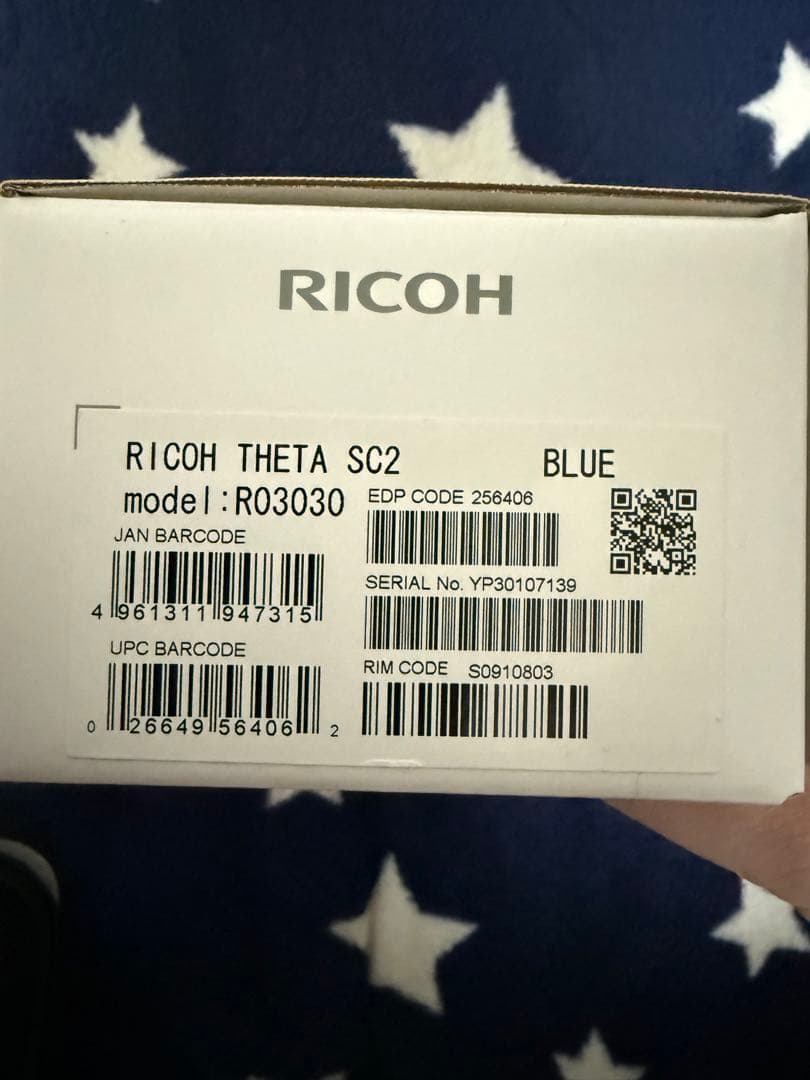 RICOH
RICOH THETA SC2 BLUE
model:R03030
EDP CODE 256406
JAN BARCODE
4 961311 947315
SERIAL No. YP30107139
UPC BARCODE
0 26649 56406 2
RIM CODE S0910803